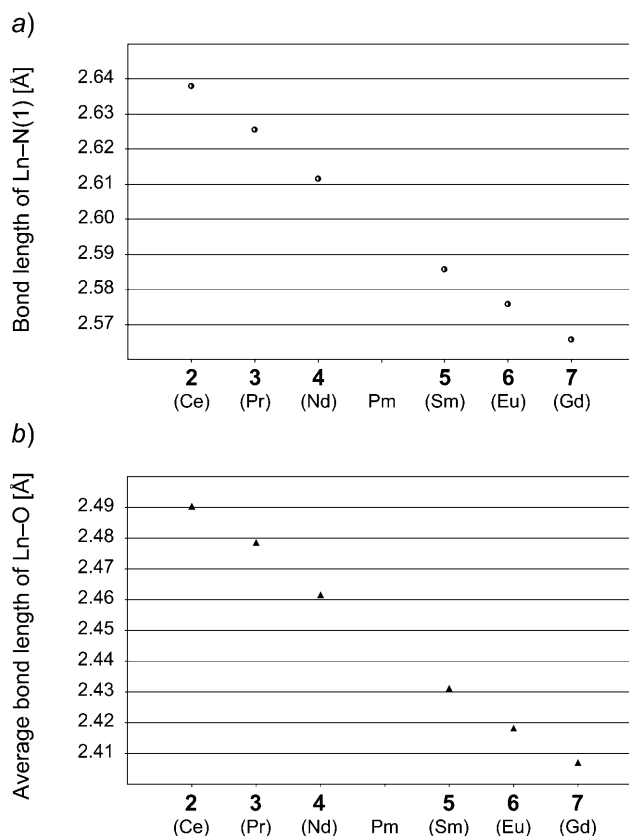 a)
Bond length of Ln–N(1) [Å]
2.64
2.63
2.62
2.61
2.60
2.59
2.58
2.57
2 3 4 Pm 5 6 7
(Ce) (Pr) (Nd) (Sm) (Eu) (Gd)
b)
Average bond length of Ln–O [Å]
2.49
2.48
2.47
2.46
2.45
2.44
2.43
2.42
2.41
2 3 4 5 6 7
(Ce) (Pr) (Nd) Pm (Sm) (Eu) (Gd)